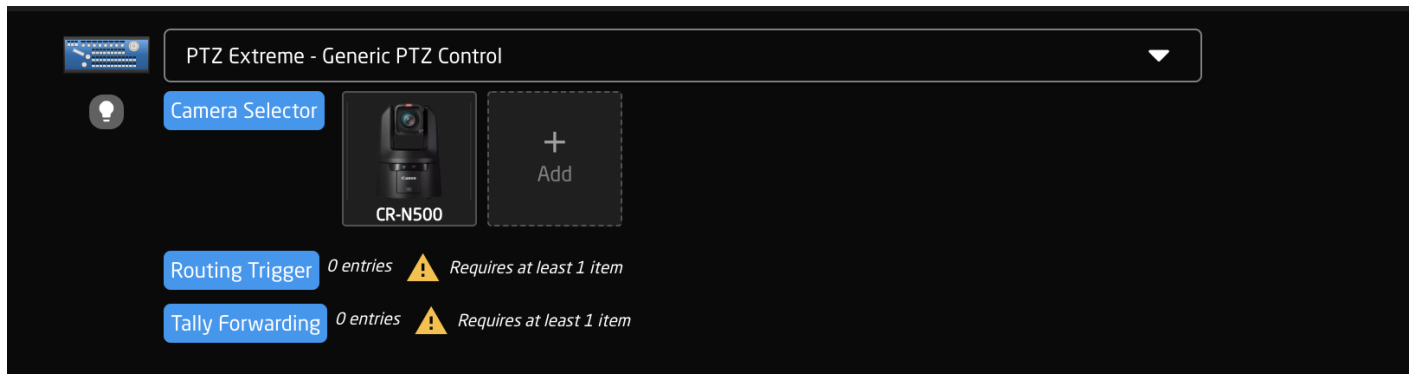 PTZ Extreme - Generic PTZ Control
Camera Selector
+
Add
CR-N500
Routing Trigger 0 entries Requires at least 1 item
Tally Forwarding 0 entries Requires at least 1 item